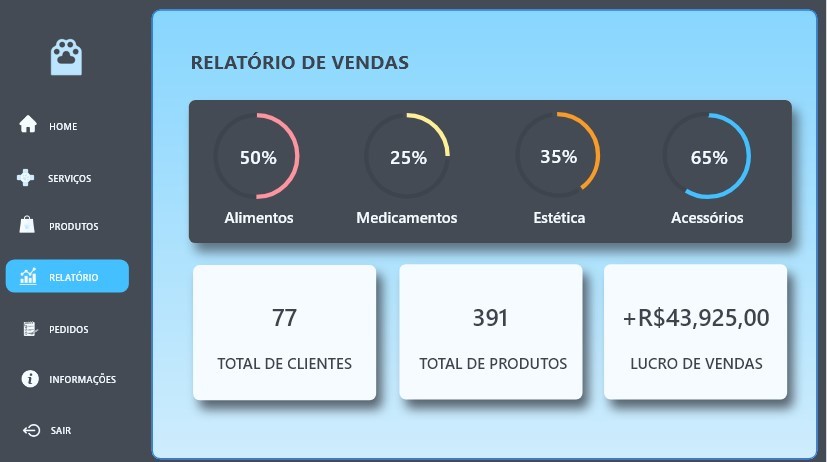 RELATÓRIO DE VENDAS
HOME
SERVIÇOS
PRODUTOS
RELATÓRIO
PEDIDOS
INFORMAÇÕES
SAIR
50% 25% 35% 65%
Alimentos Medicamentos Estética Acessórios
77 391 +R$43,925,00
TOTAL DE CLIENTES TOTAL DE PRODUTOS LUCRO DE VENDAS